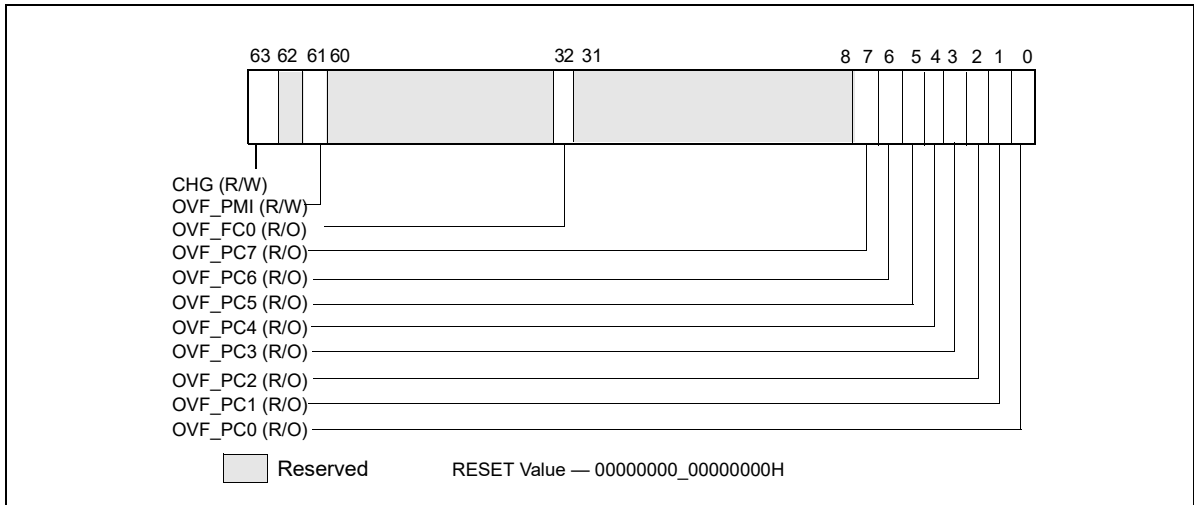 63 62 61 60 32 31 8 7 6 5 4 3 2 1 0
CHG (R/W)
OVF_PMI (R/W)
OVF_FC0 (R/O)
OVF_PC7 (R/O)
OVF_PC6 (R/O)
OVF_PC5 (R/O)
OVF_PC4 (R/O)
OVF_PC3 (R/O)
OVF_PC2 (R/O)
OVF_PC1 (R/O)
OVF_PC0 (R/O)
Reserved RESET Value — 00000000_00000000H